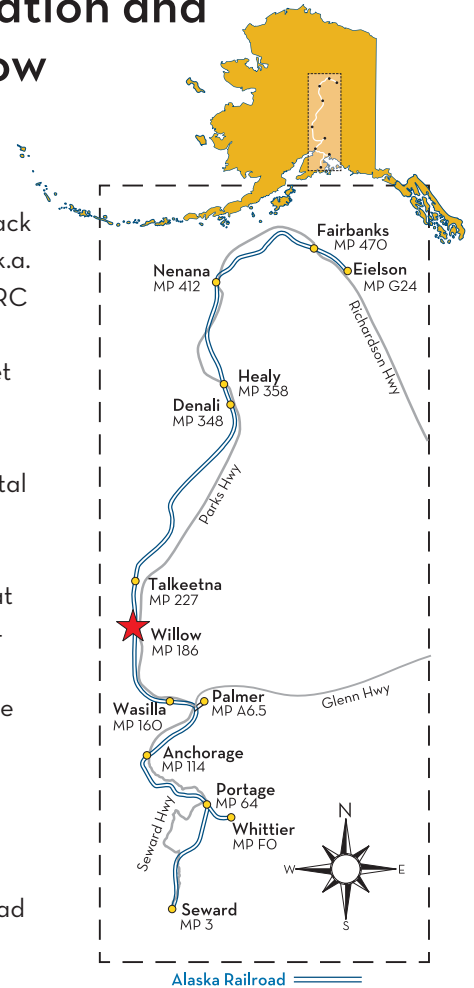 ation and
ow
ack
k.a.
RC
et
tal
at
e
ad
Fairbanks
MP 470
Eielson
MP G24
Nenana
MP 412
Richardson Hwy
Healy
MP 358
Denali
MP 348
Parks Hwy
Talkeetna
MP 227
Willow
MP 186
Palmer
MP A6.5
Wasilla
MP 160
Glenn Hwy
Anchorage
MP 114
Portage
MP 64
Seward Hwy
Whittier
MP F0
N
W
E
S
Seward
MP 3
Alaska Railroad